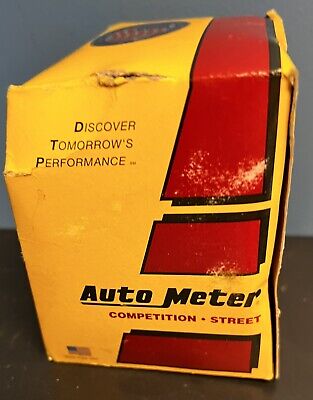 DISCOVER
TOMORROW'S
PERFORMANCE SM
Auto Meter
COMPETITION • STREET